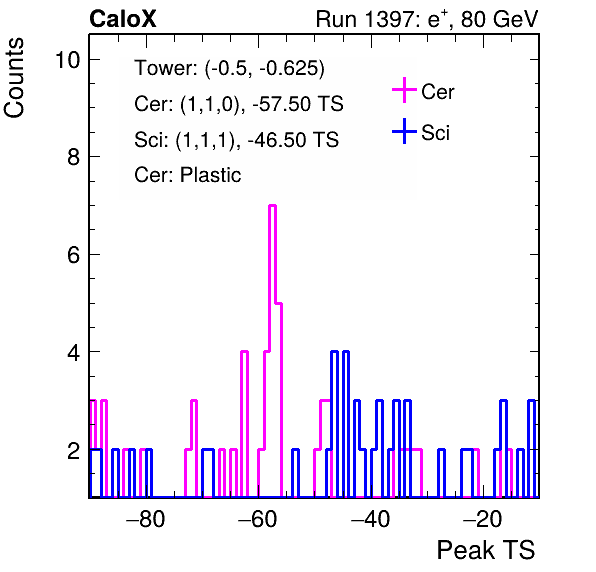 CaloX Run 1397: e⁺, 80 GeV
Counts
Tower: (-0.5, -0.625)
Cer: (1,1,0), -57.50 TS
Sci: (1,1,1), -46.50 TS
Cer: Plastic
Cer
Sci
10
8
6
4
2
−80 −60 −40 −20
Peak TS